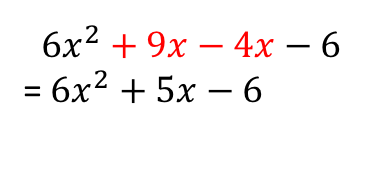 6x² + 9x − 4x − 6
= 6x² + 5x − 6